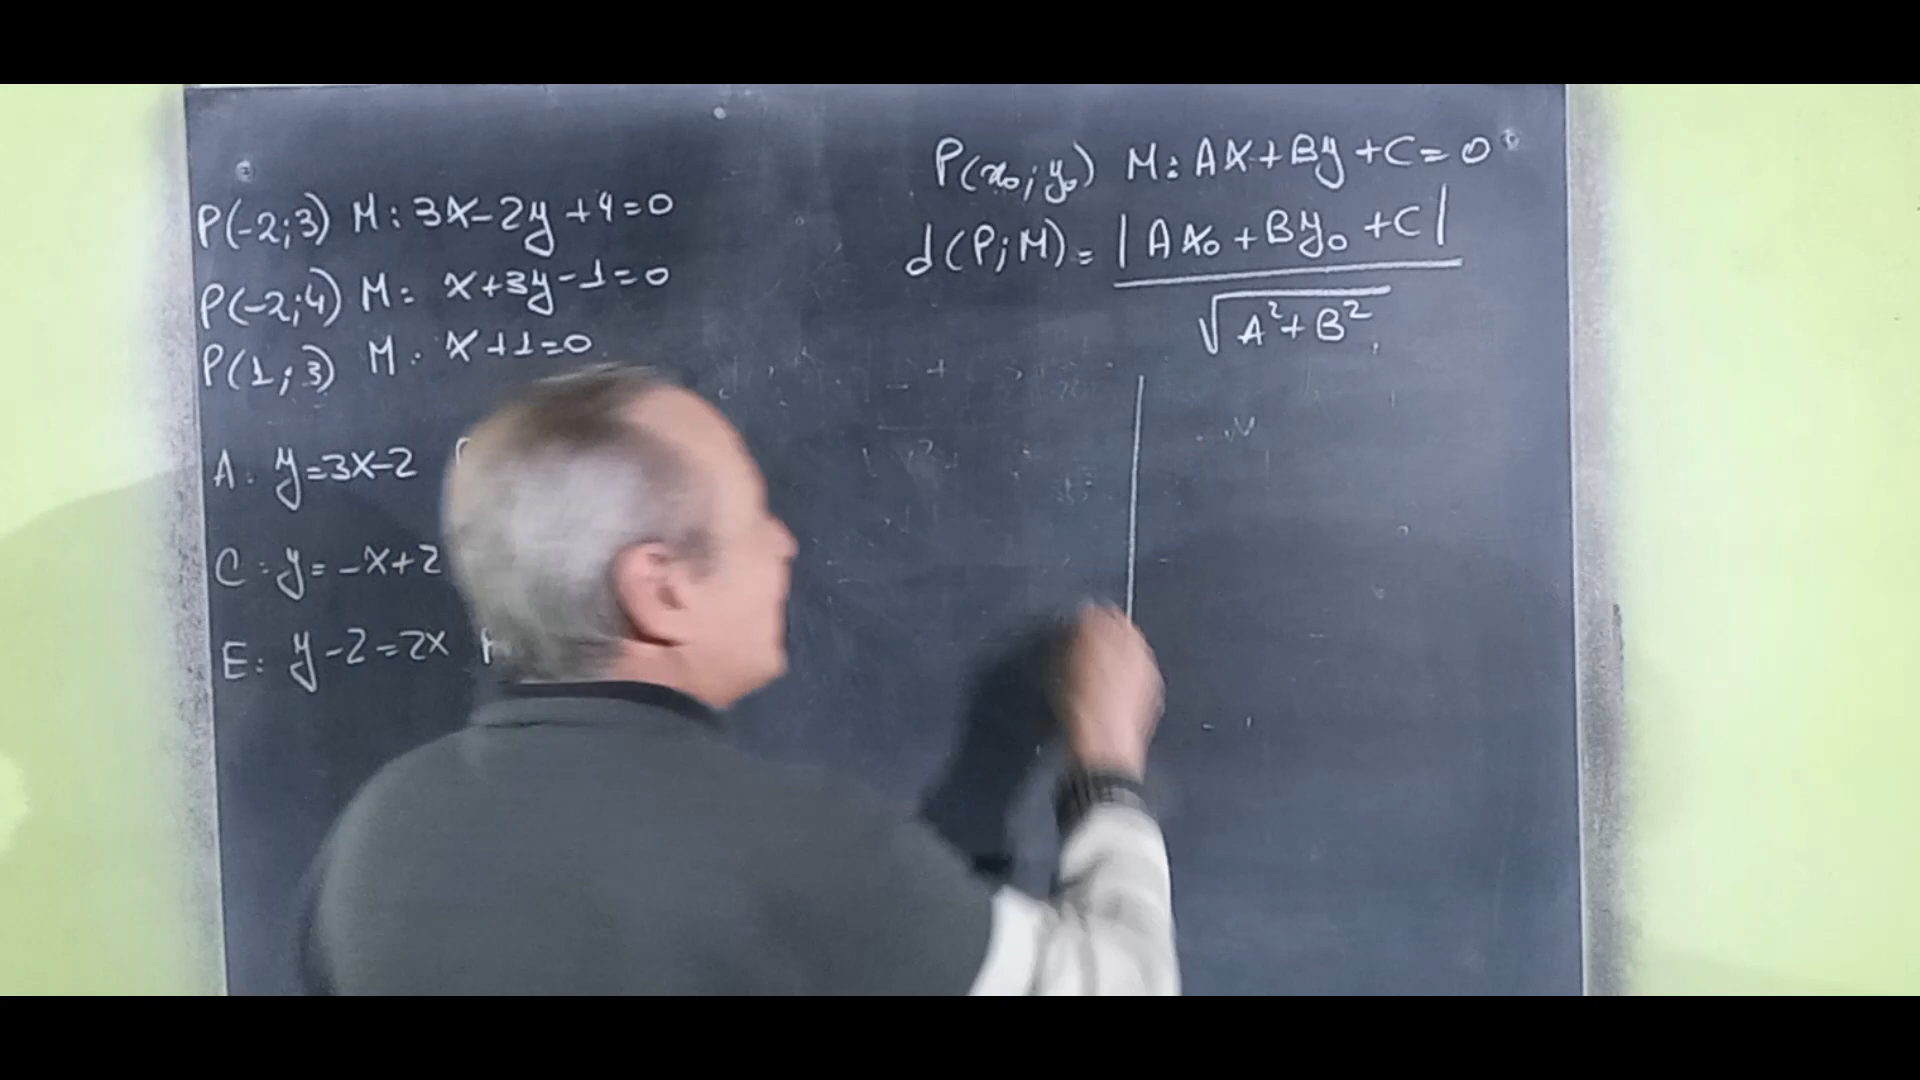 P(-2;3) M: 3x-2y+4=0
P(-2;4) M: x+3y-1=0
P(1;3) M: x+1=0
A: y=3x-2
C: y=-x+2
E: y-2=2x
P(x₀;y₀) M: Ax+By+C=0
d(P;M)= |Ax₀+By₀+C|
√A²+B²